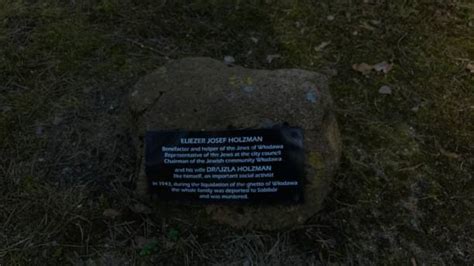 ELIEZER JOSEF HOLZMAN
Benefactor and helper of the Jews of Włodawa
Representative of the Jews at the city council
Chairman of the Jewish community Włodawa
and his wife DRAJZLA HOLZMAN
like himself, an important social activist
In 1943, during the liquidation of the ghetto of Włodawa
the whole family was deported to Sobibór
and was murdered.